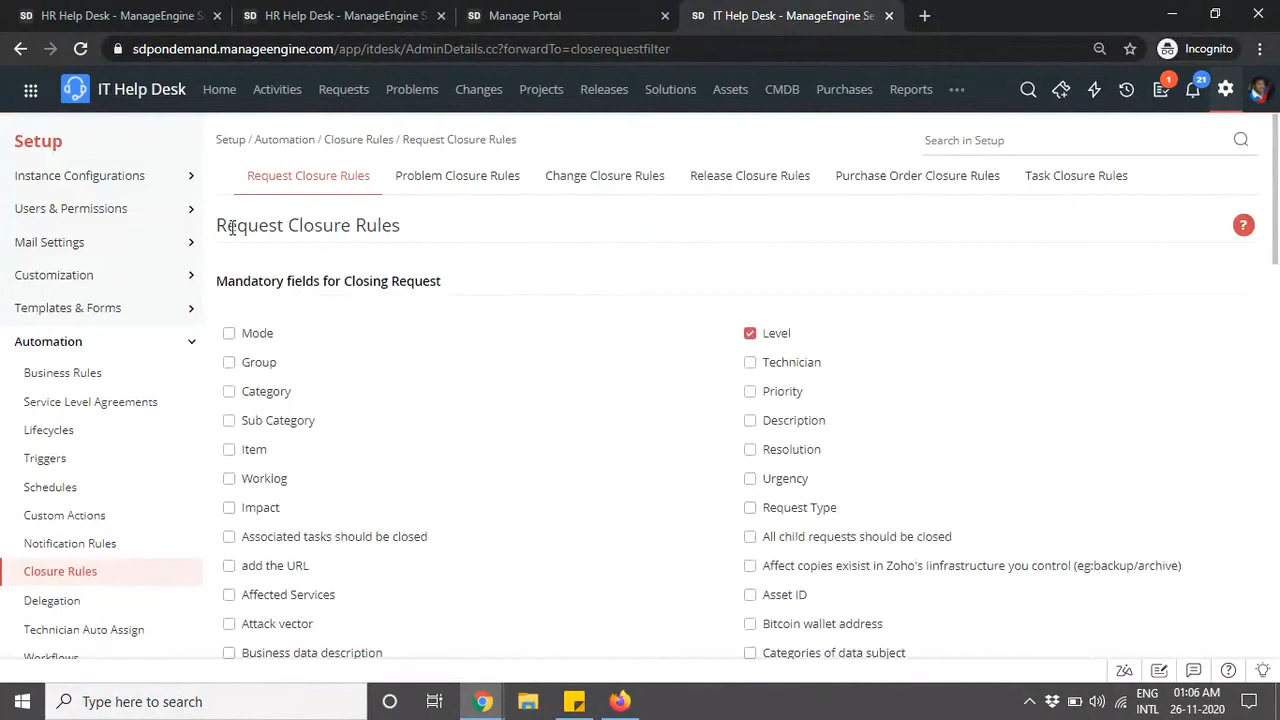 HR Help Desk - ManageEngine S
HR Help Desk - ManageEngine S
SD Manage Portal
SD IT Help Desk - ManageEngine Se
sdpondemand.manageengine.com/app/itdesk/AdminDetails.cc?forwardTo=closerequestfilter
Incognito
IT Help Desk Home Activities Requests Problems Changes Projects Releases Solutions Assets CMDB Purchases Reports 1 21
Setup
Setup / Automation / Closure Rules / Request Closure Rules
Search in Setup
Instance Configurations
Users & Permissions
Mail Settings
Customization
Templates & Forms
Automation
Business Rules
Service Level Agreements
Lifecycles
Triggers
Schedules
Custom Actions
Notification Rules
Closure Rules
Delegation
Technician Auto Assign
Workflows
Request Closure Rules Problem Closure Rules Change Closure Rules Release Closure Rules Purchase Order Closure Rules Task Closure Rules
Request Closure Rules
?
Mandatory fields for Closing Request
Mode Level
Group Technician
Category Priority
Sub Category Description
Item Resolution
Worklog Urgency
Impact Request Type
Associated tasks should be closed All child requests should be closed
add the URL Affect copies exisist in Zoho's Iinfrastructure you control (eg:backup/archive)
Affected Services Asset ID
Attack vector Bitcoin wallet address
Business data description Categories of data subject
Type here to search
ENG
INTL
01:06 AM
26-11-2020